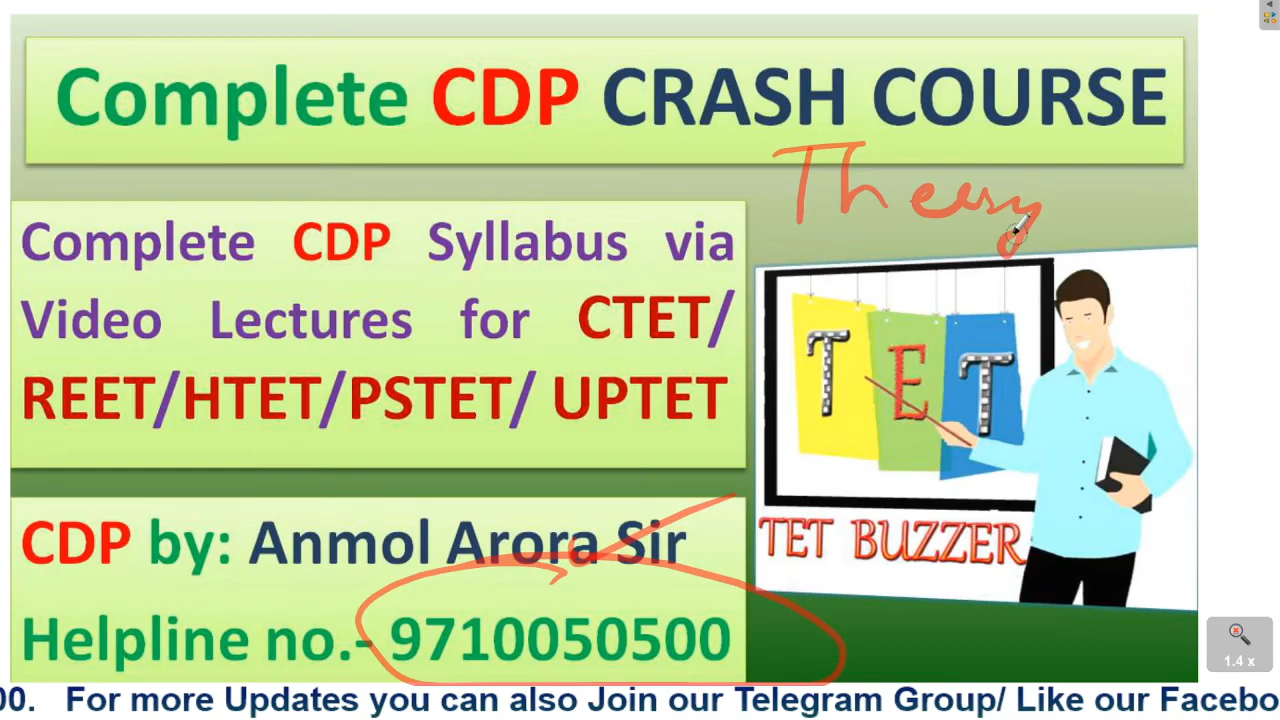 Complete CDP CRASH COURSE
Theory
Complete CDP Syllabus via
Video Lectures for CTET/
REET/HTET/PSTET/ UPTET
T E T
TET BUZZER
CDP by: Anmol Arora Sir
Helpline no.- 9710050500
1.4 x
00. For more Updates you can also Join our Telegram Group/ Like our Facebo